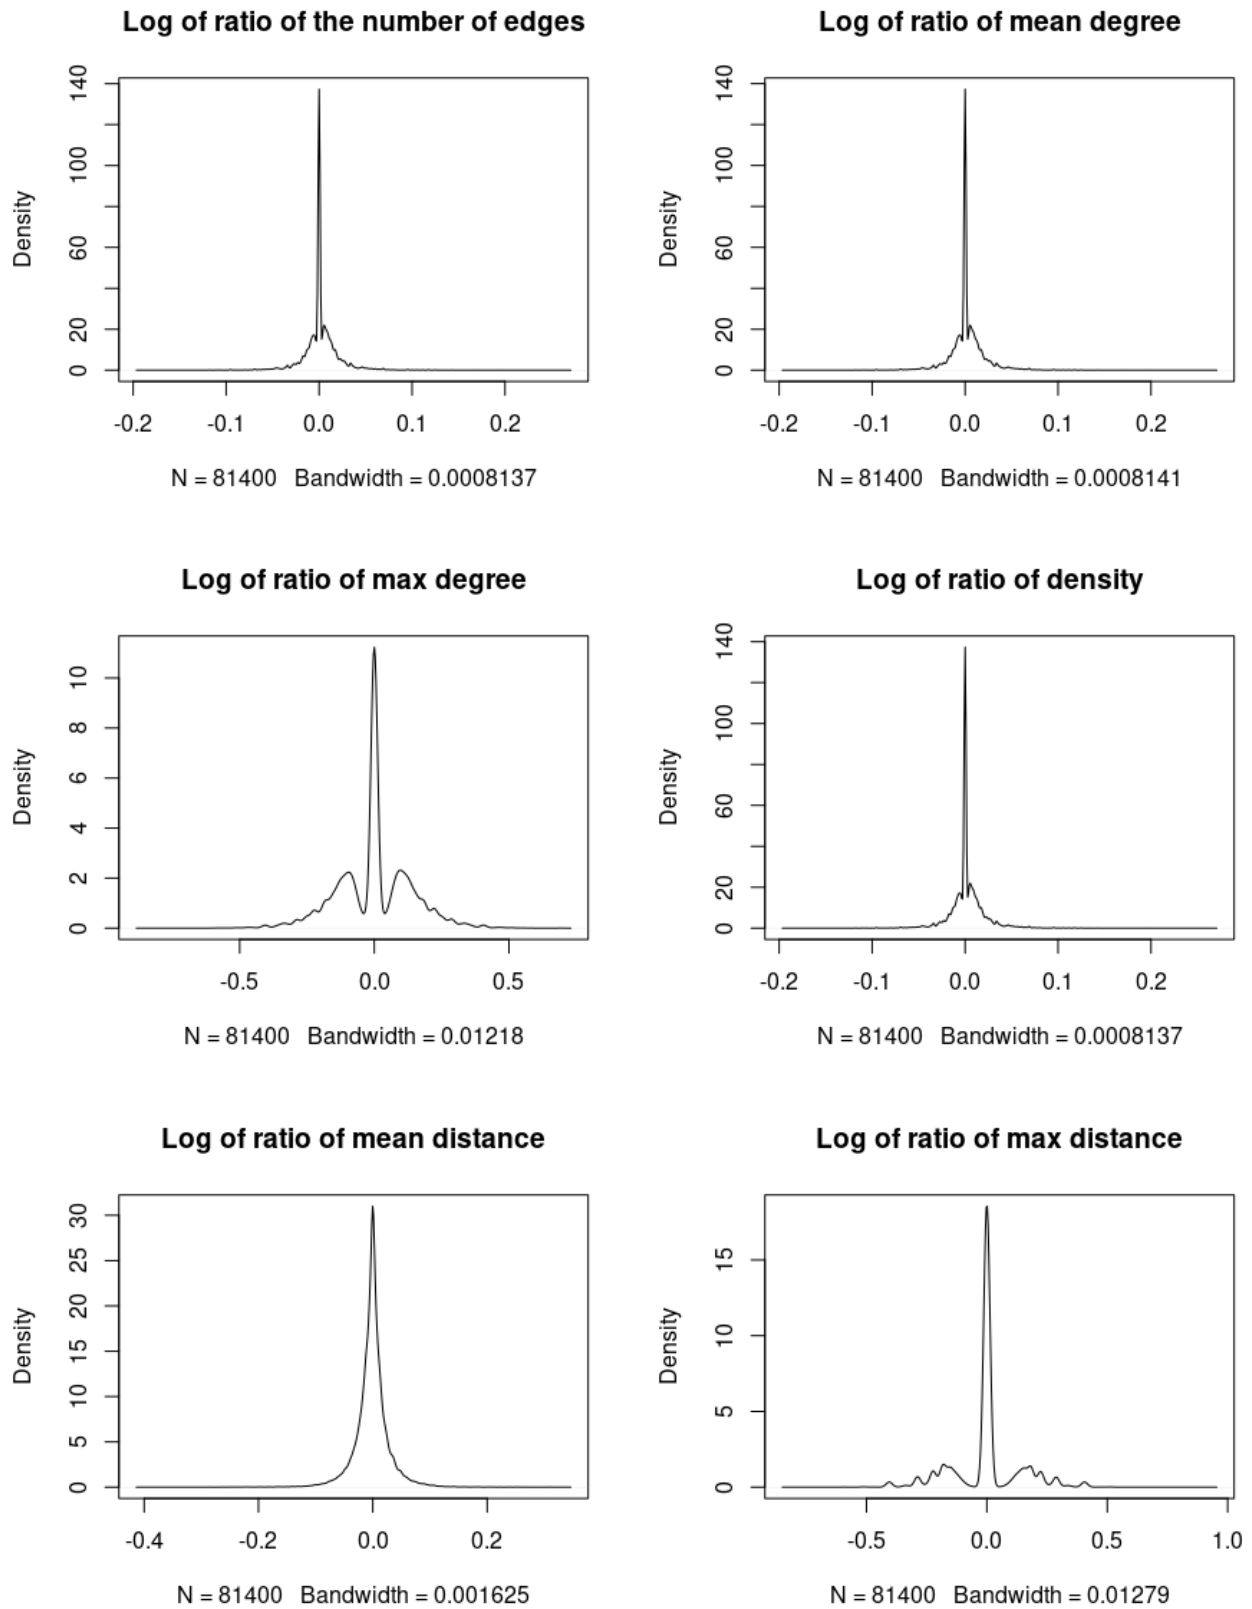 Log of ratio of the number of edges
Density
0 20 60 100 140
-0.2 -0.1 0.0 0.1 0.2
N = 81400 Bandwidth = 0.0008137
Log of ratio of mean degree
Density
0 20 60 100 140
-0.2 -0.1 0.0 0.1 0.2
N = 81400 Bandwidth = 0.0008141
Log of ratio of max degree
Density
0 2 4 6 8 10
-0.5 0.0 0.5
N = 81400 Bandwidth = 0.01218
Log of ratio of density
Density
0 20 60 100 140
-0.2 -0.1 0.0 0.1 0.2
N = 81400 Bandwidth = 0.0008137
Log of ratio of mean distance
Density
0 5 10 15 20 25 30
-0.4 -0.2 0.0 0.2
N = 81400 Bandwidth = 0.001625
Log of ratio of max distance
Density
0 5 10 15
-0.5 0.0 0.5 1.0
N = 81400 Bandwidth = 0.01279